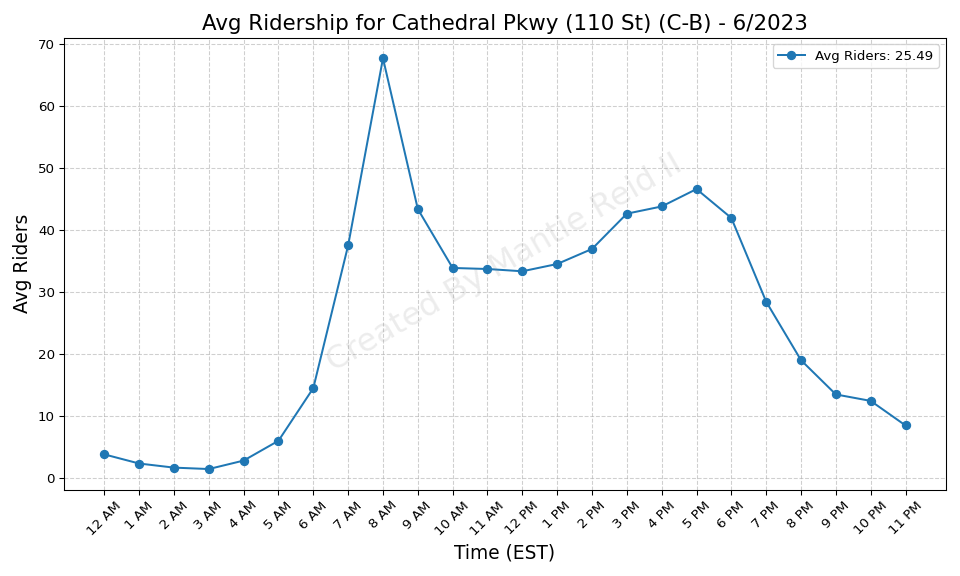 Avg Ridership for Cathedral Pkwy (110 St) (C-B) - 6/2023
Avg Riders: 25.49
70
60
50
40
30
20
10
0
Avg Riders
Created By Mantie Reid II
12 AM
1 AM
2 AM
3 AM
4 AM
5 AM
6 AM
7 AM
8 AM
9 AM
10 AM
11 AM
12 PM
1 PM
2 PM
3 PM
4 PM
5 PM
6 PM
7 PM
8 PM
9 PM
10 PM
11 PM
Time (EST)